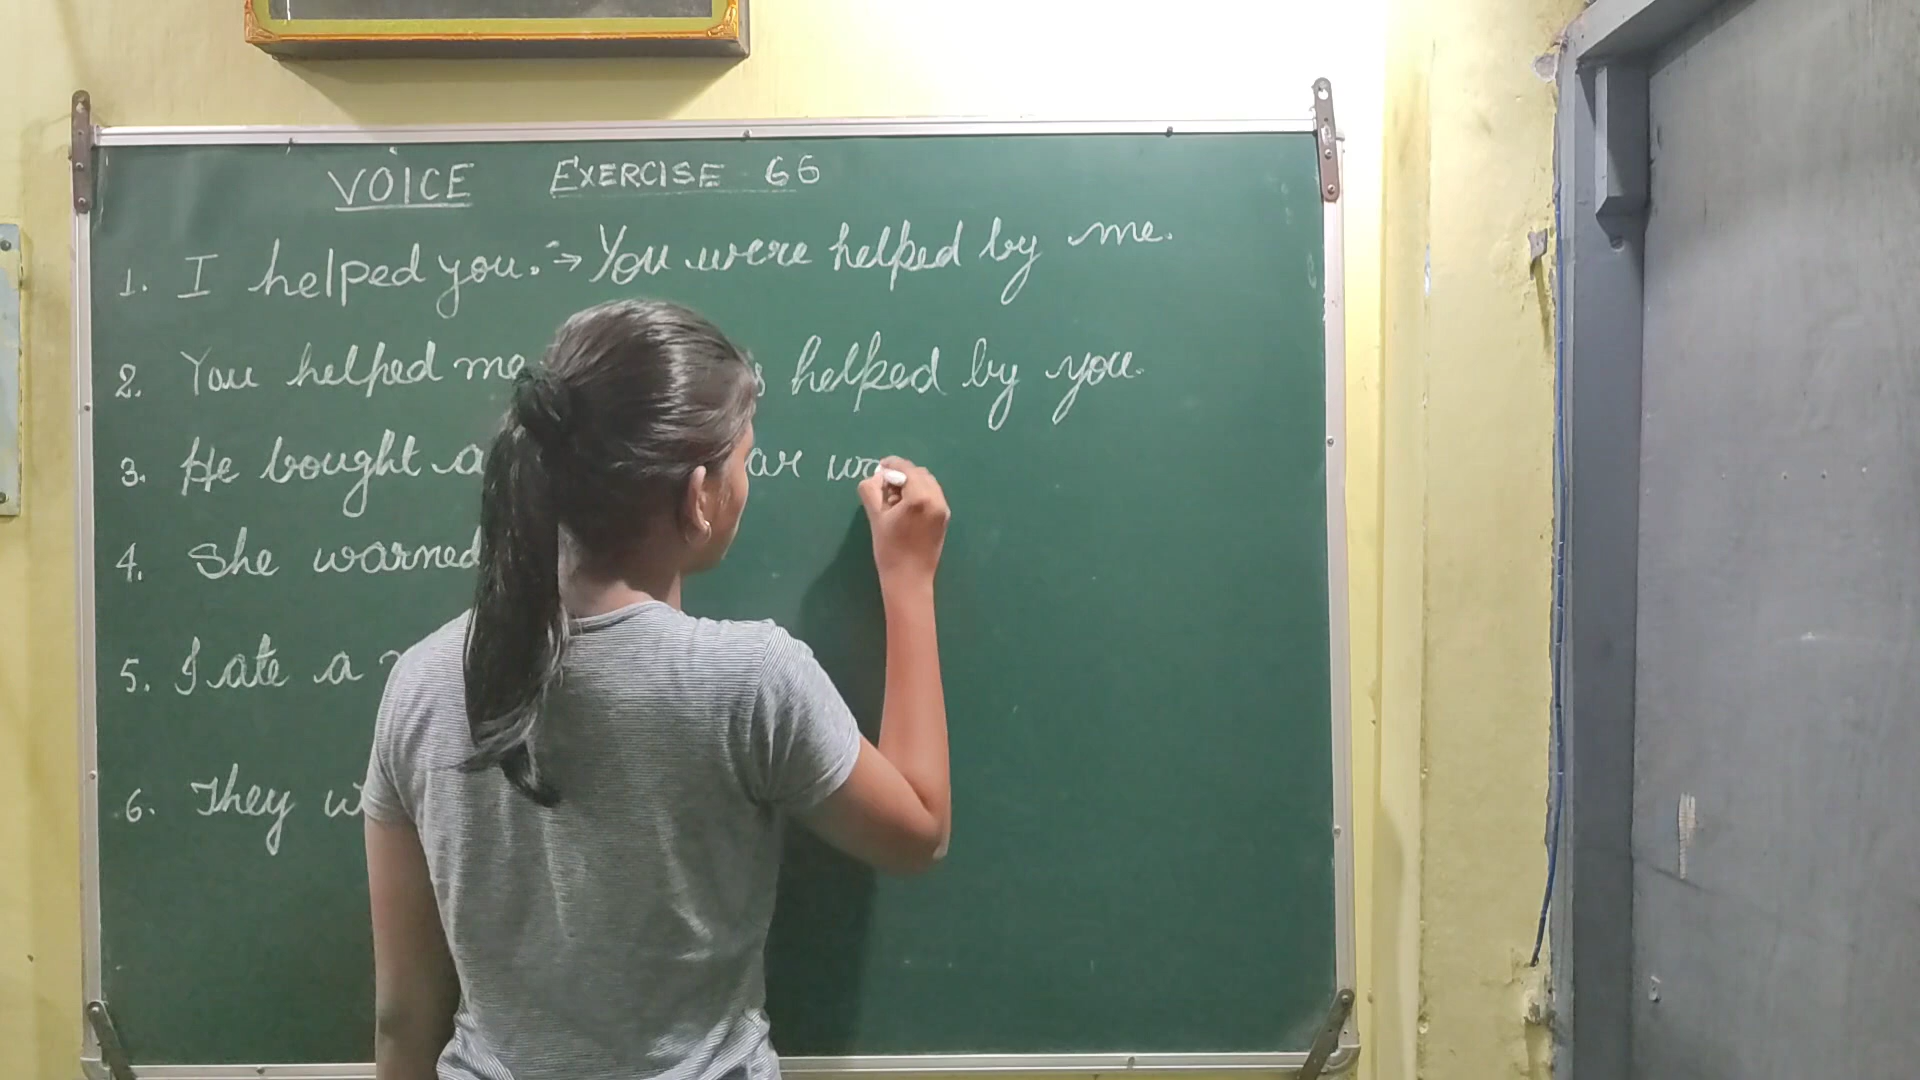 VOICE EXERCISE 66
1. I helped you. → You were helped by me.
2. You helped me helped by you.
3. He bought a
4. She warned
5. I ate a
6. They